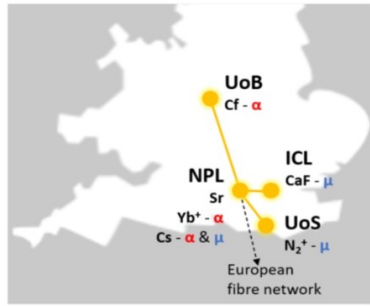 UoB
Cf - α
ICL
CaF - μ
NPL
Sr
Yb⁺ - α
Cs - α & μ
UoS
N₂⁺ - μ
European
fibre network